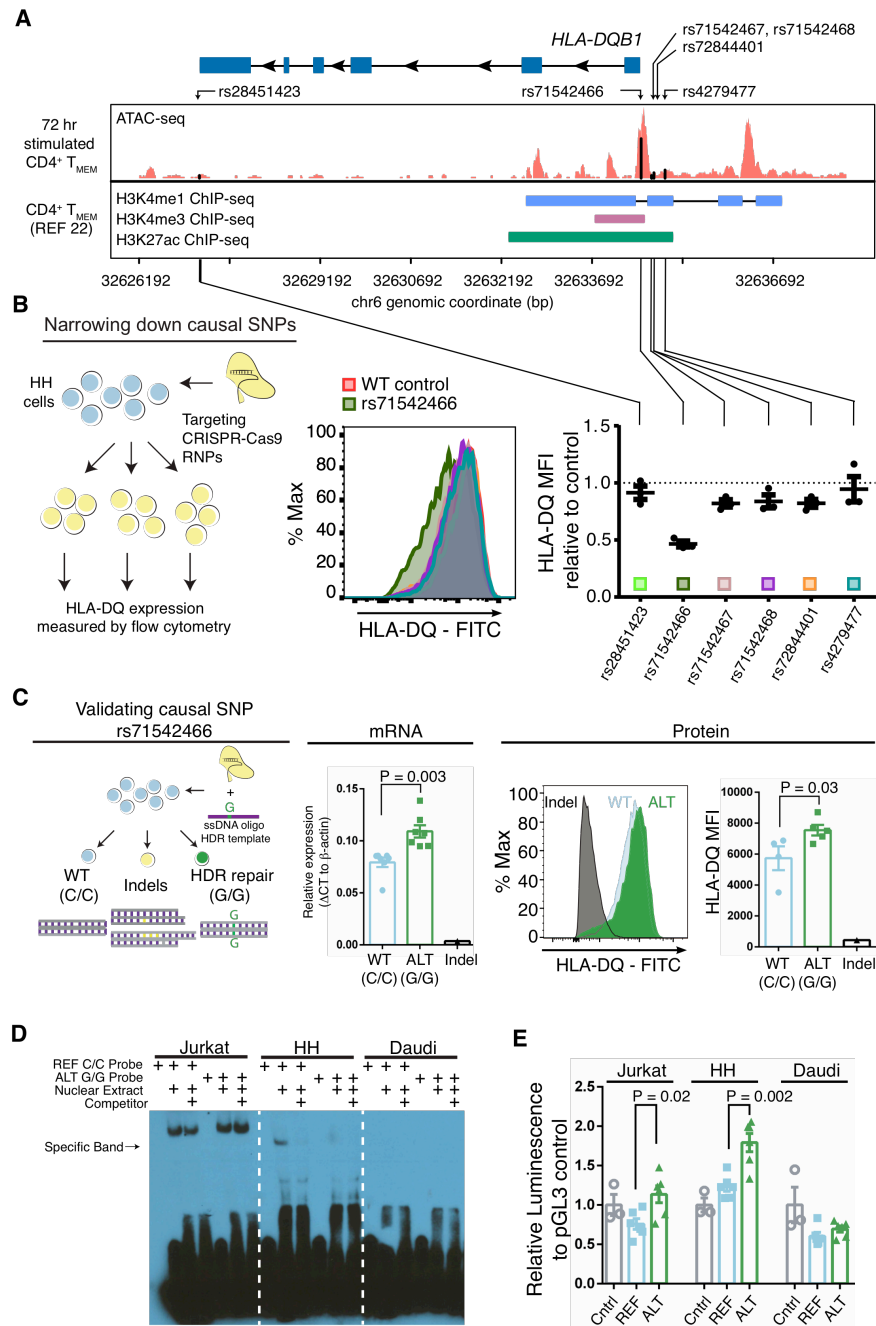 A
HLA-DQB1
rs71542467, rs71542468
rs72844401
rs28451423
rs71542466
rs4279477
72 hr
stimulated
CD4+ TMEM
ATAC-seq
CD4+ TMEM
(REF 22)
H3K4me1 ChIP-seq
H3K4me3 ChIP-seq
H3K27ac ChIP-seq
32626192 32629192 32630692 32632192 32633692 32636692
chr6 genomic coordinate (bp)
B
Narrowing down causal SNPs
HH
cells
Targeting
CRISPR-Cas9
RNPs
HLA-DQ expression
measured by flow cytometry
WT control
rs71542466
% Max
100
80
60
40
20
0
HLA-DQ - FITC
HLA-DQ MFI
relative to control
1.5
1.0
0.5
0.0
rs28451423
rs71542466
rs71542467
rs71542468
rs72844401
rs4279477
C
Validating causal SNP
rs71542466
+
G
ssDNA oligo
HDR template
WT
(C/C)
Indels
HDR repair
(G/G)
G
G
mRNA
Relative expression
(ΔCT to β-actin)
P = 0.003
0.15
0.10
0.05
0.00
WT ALT Indel
(C/C) (G/G)
Protein
% Max
100
80
60
40
20
0
Indel WT ALT
HLA-DQ - FITC
HLA-DQ MFI
P = 0.03
10000
8000
6000
4000
2000
0
WT ALT Indel
(C/C) (G/G)
D
Jurkat HH Daudi
REF C/C Probe + + + + + + + + +
ALT G/G Probe + + + + + + + + +
Nuclear Extract + + + + + + + + + + + +
Competitor + + + + + +
Specific Band
E
Jurkat HH Daudi
Relative Luminescence
to pGL3 control
P = 0.02
P = 0.002
2.5
2.0
1.5
1.0
0.5
0.0
Cntrl REF ALT Cntrl REF ALT Cntrl REF ALT